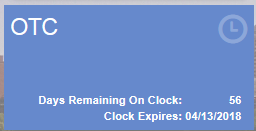 OTC
Days Remaining On Clock: 56
Clock Expires: 04/13/2018